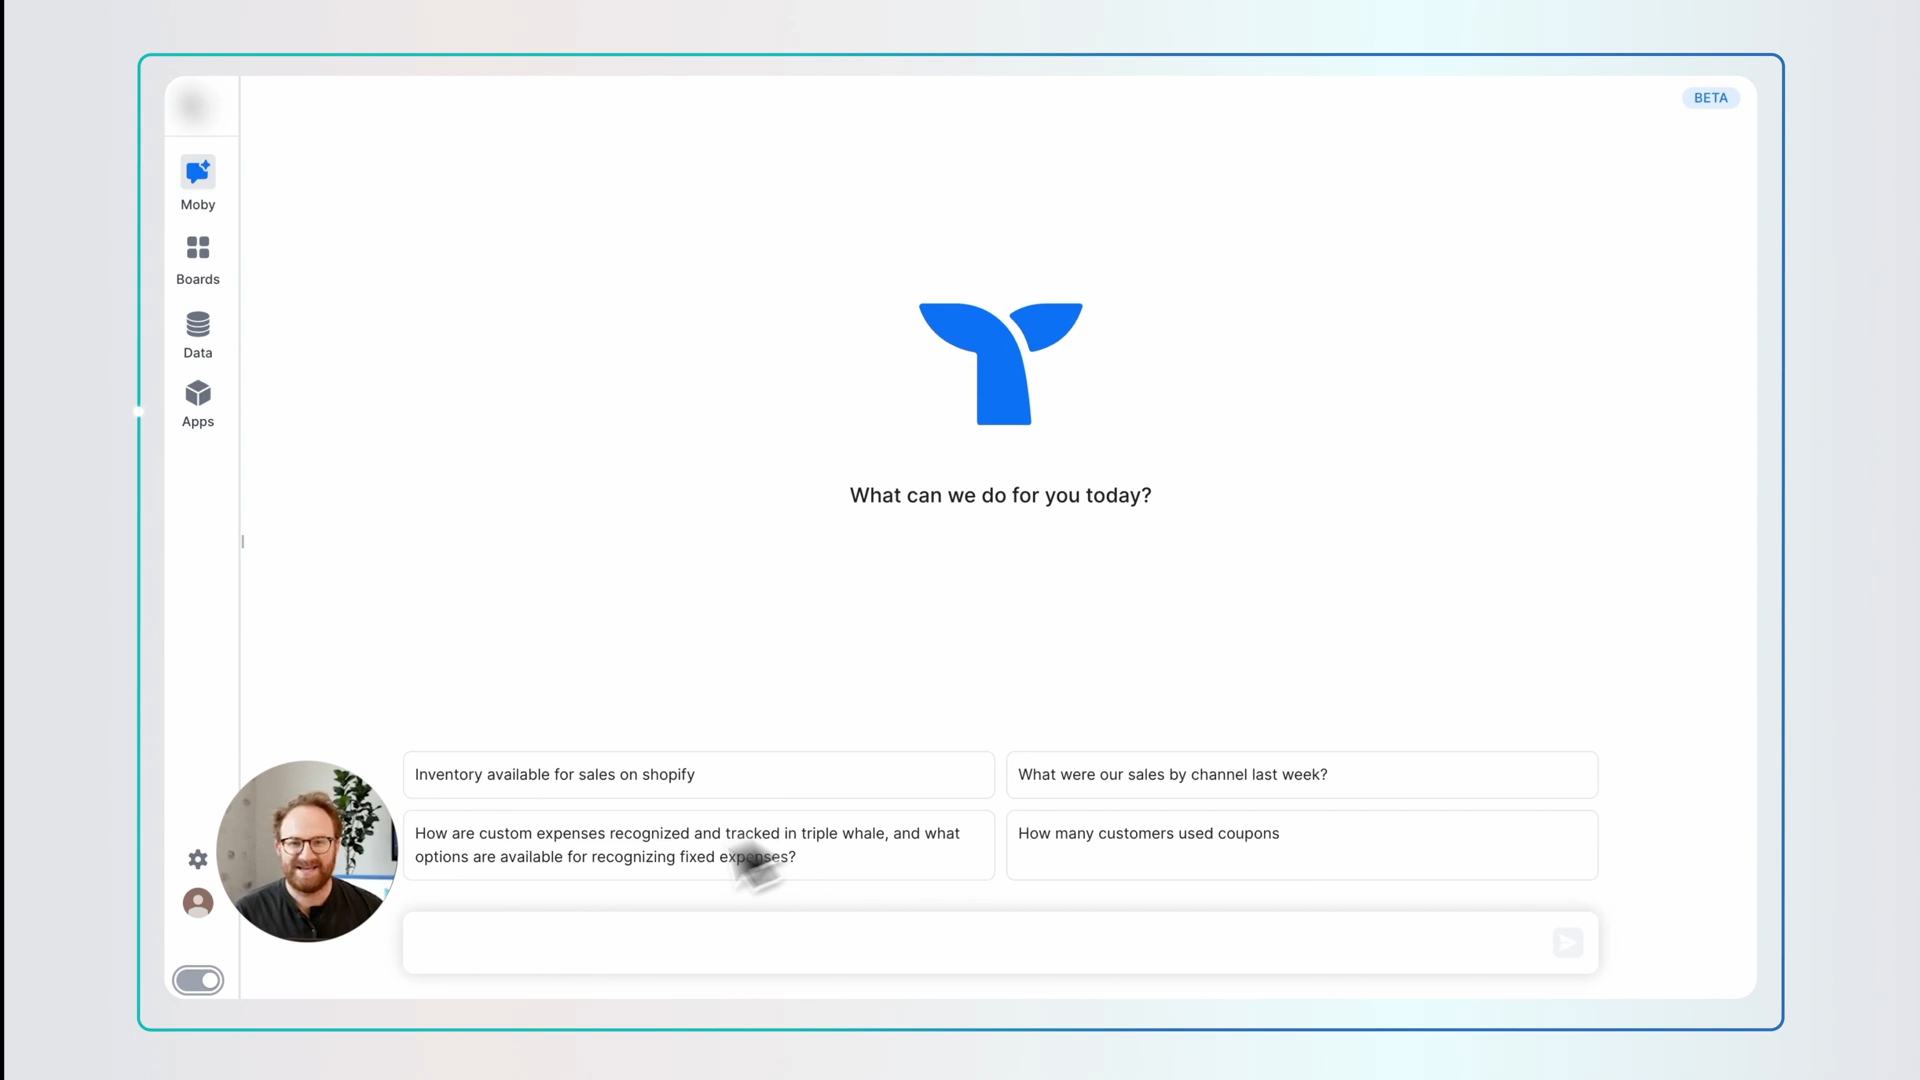 BETA
Moby
Boards
Data
Apps
What can we do for you today?
Inventory available for sales on shopify
What were our sales by channel last week?
How are custom expenses recognized and tracked in triple whale, and what
options are available for recognizing fixed expenses?
How many customers used coupons